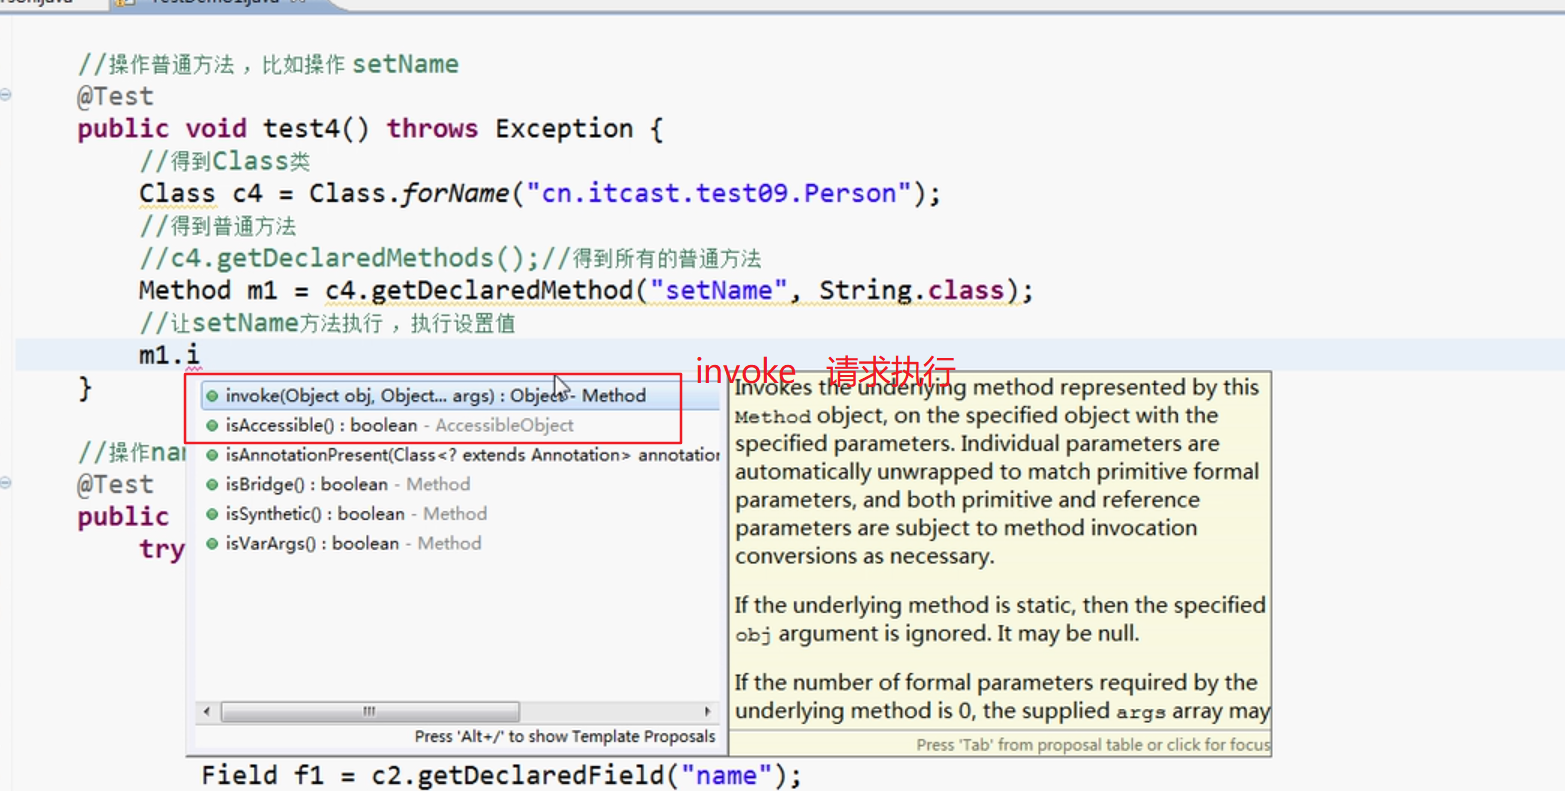 TestDemo1.java
//操作普通方法 ，比如操作 setName
@Test
public void test4() throws Exception {
//得到Class类
Class c4 = Class.forName("cn.itcast.test09.Person");
//得到普通方法
//c4.getDeclaredMethods();//得到所有的普通方法
Method m1 = c4.getDeclaredMethod("setName", String.class);
//让setName方法执行 ，执行设置值
m1.i
invoke 请求执行
}
invoke(Object obj, Object... args) : Object - Method
isAccessible() : boolean - AccessibleObject
isAnnotationPresent(Class<? extends Annotation> annotation
isBridge() : boolean - Method
isSynthetic() : boolean - Method
isVarArgs() : boolean - Method
Press 'Alt+/' to show Template Proposals
Invokes the underlying method represented by this
Method object, on the specified object with the
specified parameters. Individual parameters are
automatically unwrapped to match primitive formal
parameters, and both primitive and reference
parameters are subject to method invocation
conversions as necessary.
If the underlying method is static, then the specified
obj argument is ignored. It may be null.
If the number of formal parameters required by the
underlying method is 0, the supplied args array may
Press 'Tab' from proposal table or click for focus
//操作nam
@Test
public
try
Field f1 = c2.getDeclaredField("name");